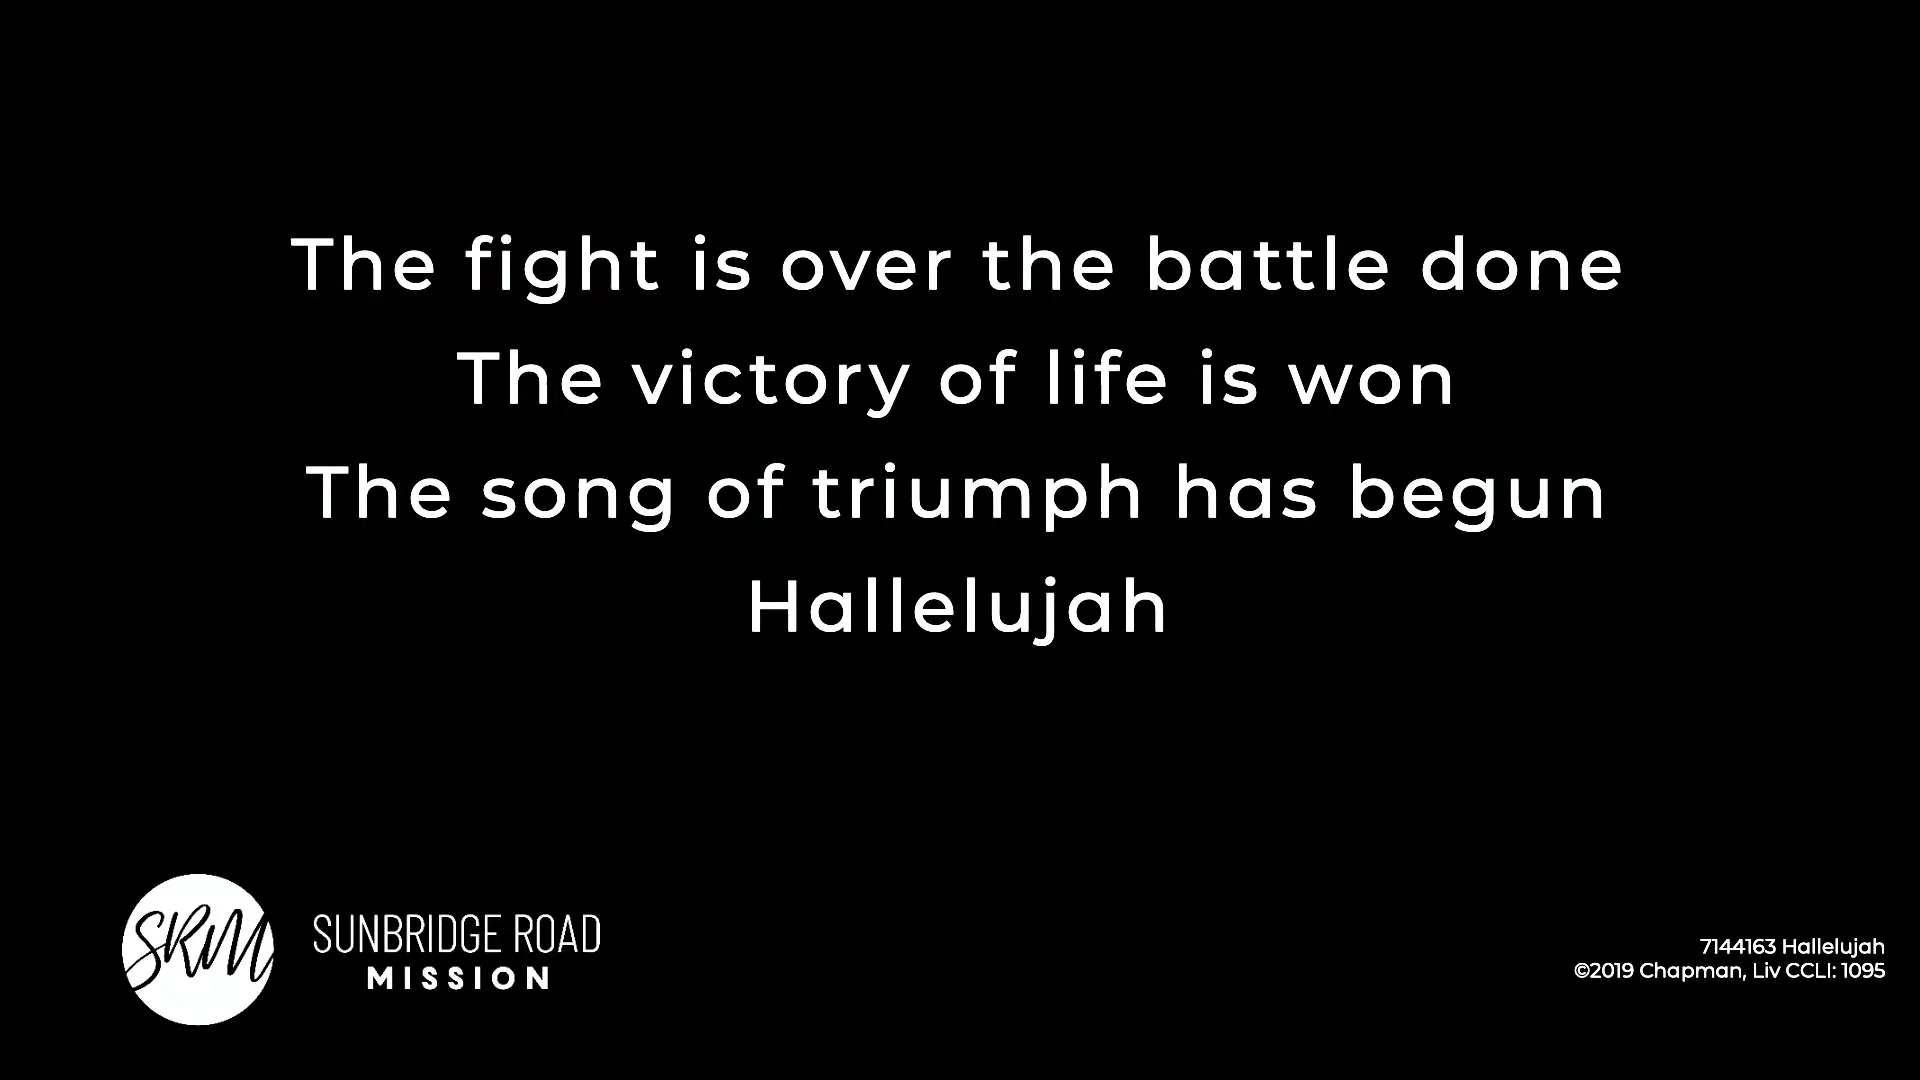 The fight is over the battle done
The victory of life is won
The song of triumph has begun
Hallelujah
SRM
SUNBRIDGE ROAD
MISSION
7144163 Hallelujah
©2019 Chapman, Liv CCLI: 1095